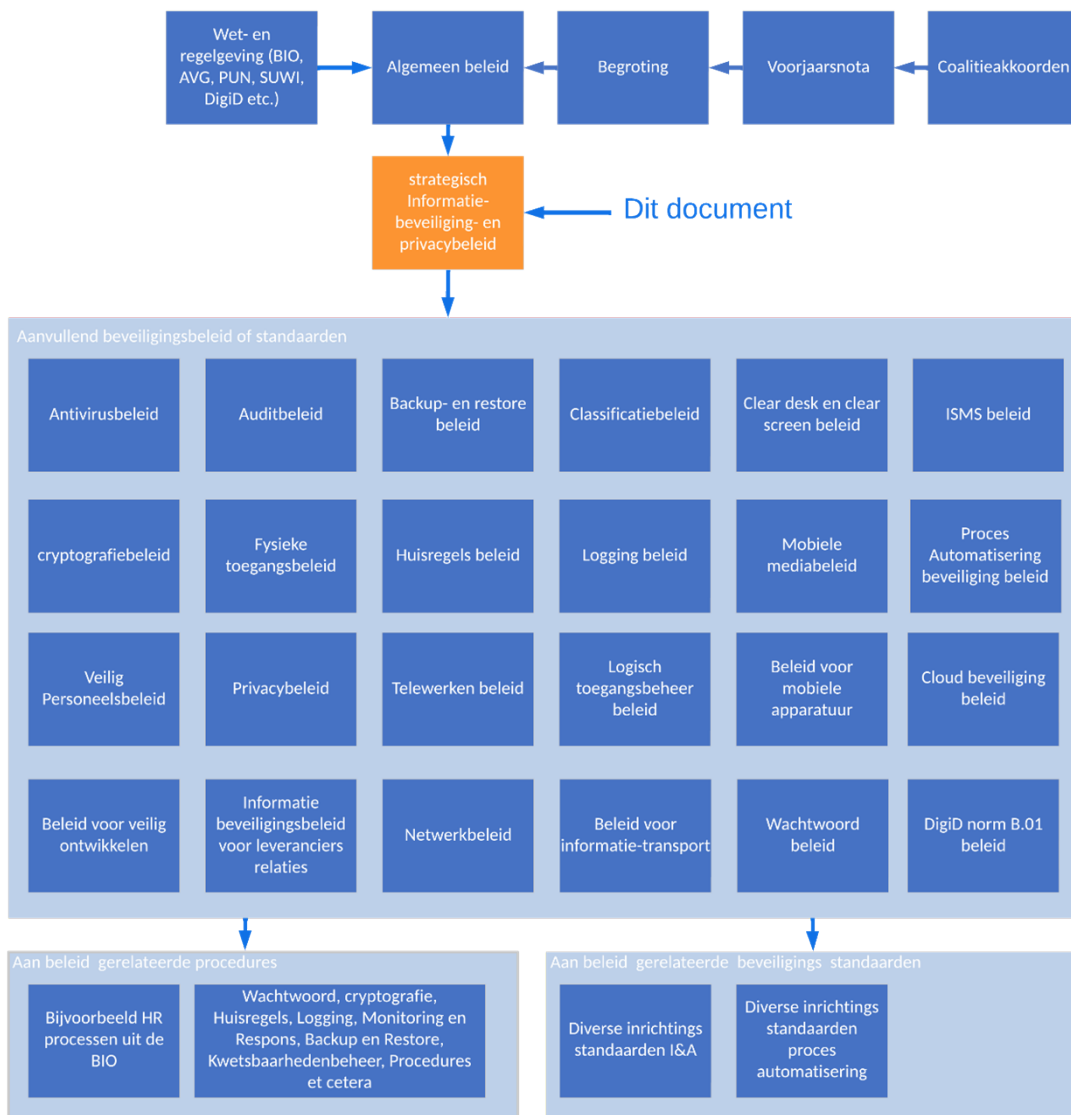 Wet- en
regelgeving (BIO,
AVG, PUN, SUWI,
DigiD etc.)
Algemeen beleid
Begroting
Voorjaarsnota
Coalitieakkoorden
strategisch
Informatie-
beveiliging- en
privacybeleid
Dit document
Aanvullend beveiligingsbeleid of standaarden
Antivirusbeleid
Auditbeleid
Backup- en restore
beleid
Classificatiebeleid
Clear desk en clear
screen beleid
ISMS beleid
cryptografiebeleid
Fysieke
toegangsbeleid
Huisregels beleid
Logging beleid
Mobiele
mediabeleid
Proces
Automatisering
beveiliging beleid
Veilig
Personeelsbeleid
Privacybeleid
Telewerken beleid
Logisch
toegangsbeheer
beleid
Beleid voor
mobiele
apparatuur
Cloud beveiliging
beleid
Beleid voor veilig
ontwikkelen
Informatie
beveiligingsbeleid
voor leveranciers
relaties
Netwerkbeleid
Beleid voor
informatie-transport
Wachtwoord
beleid
DigiD norm B.01
beleid
Aan beleid gerelateerde procedures
Bijvoorbeeld HR
processen uit de
BIO
Wachtwoord, cryptografie,
Huisregels, Logging, Monitoring en
Respons, Backup en Restore,
Kwetsbaarhedenbeheer, Procedures
et cetera
Aan beleid gerelateerde beveiligings standaarden
Diverse inrichtings
standaarden I&A
Diverse inrichtings
standaarden
proces
automatisering